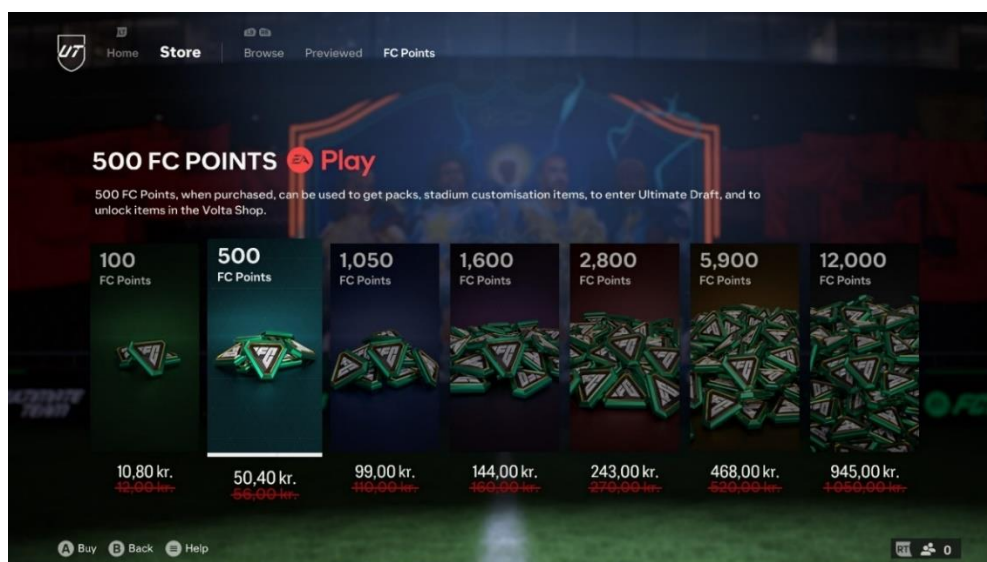 UT
Home Store Browse Previewed FC Points
500 FC POINTS EA Play
500 FC Points, when purchased, can be used to get packs, stadium customisation items, to enter Ultimate Draft, and to
unlock items in the Volta Shop.
100
FC Points
500
FC Points
1,050
FC Points
1,600
FC Points
2,800
FC Points
5,900
FC Points
12,000
FC Points
ULTIMATE
TEAM
10,80 kr.
12,00 kr.
50,40 kr.
56,00 kr.
99,00 kr.
110,00 kr.
144,00 kr.
160,00 kr.
243,00 kr.
270,00 kr.
468,00 kr.
520,00 kr.
945,00 kr.
1 050,00 kr.
A Buy B Back Help
RT 0